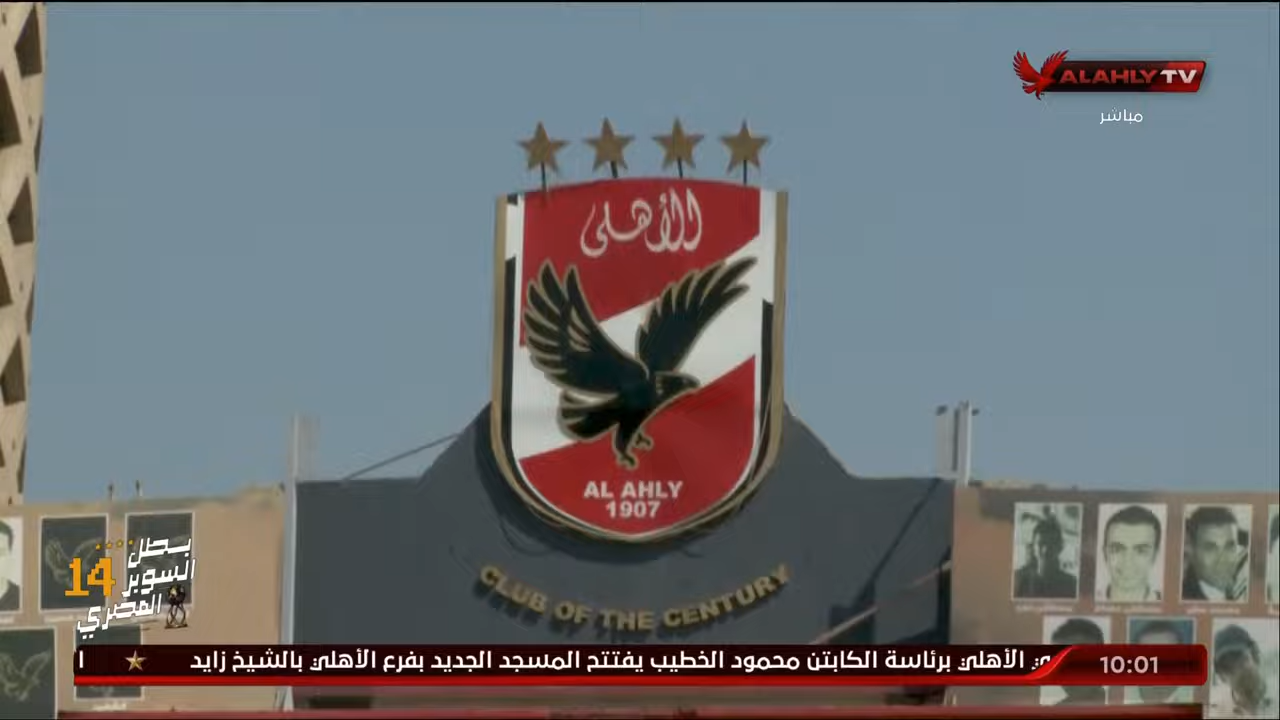 ALAHLY TV
مباشر
الأهلي
AL AHLY
1907
CLUB OF THE CENTURY
بطل
السوبر
14
المصري
الأهلي برئاسة الكابتن محمود الخطيب يفتتح المسجد الجديد بفرع الأهلي بالشيخ زايد
10:01